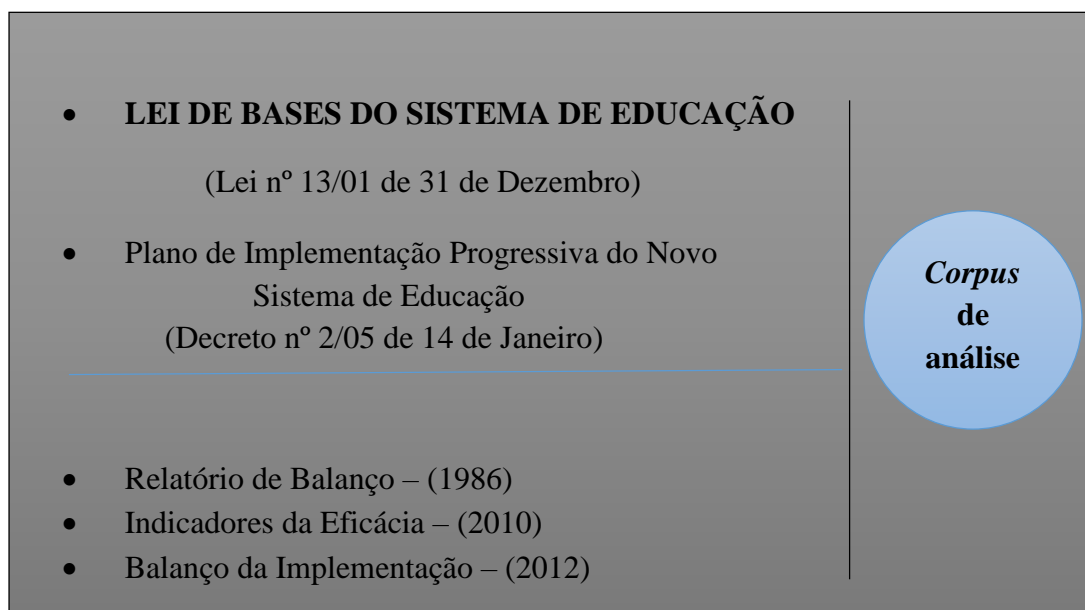 • LEI DE BASES DO SISTEMA DE EDUCAÇÃO
(Lei nº 13/01 de 31 de Dezembro)
• Plano de Implementação Progressiva do Novo
Sistema de Educação
(Decreto nº 2/05 de 14 de Janeiro)
• Relatório de Balanço – (1986)
• Indicadores da Eficácia – (2010)
• Balanço da Implementação – (2012)
Corpus
de
análise